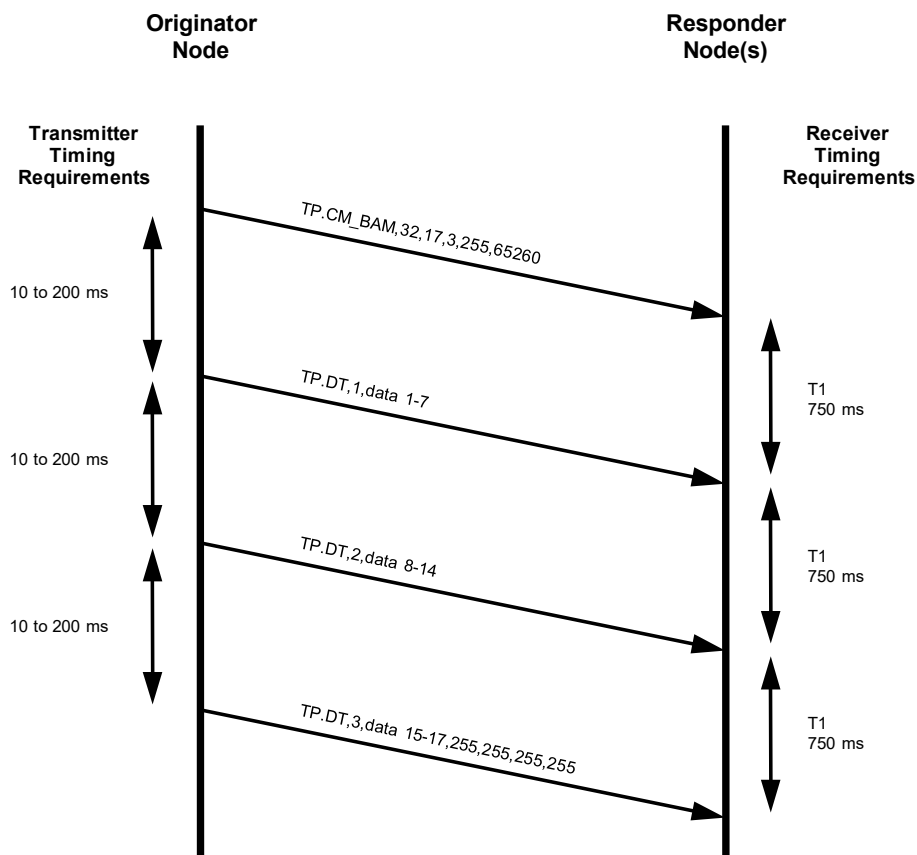 Originator
Node
Responder
Node(s)
Transmitter
Timing
Requirements
Receiver
Timing
Requirements
TP.CM_BAM,32,17,3,255,65260
10 to 200 ms
TP.DT,1,data 1-7
T1
750 ms
10 to 200 ms
TP.DT,2,data 8-14
T1
750 ms
10 to 200 ms
TP.DT,3,data 15-17,255,255,255,255
T1
750 ms